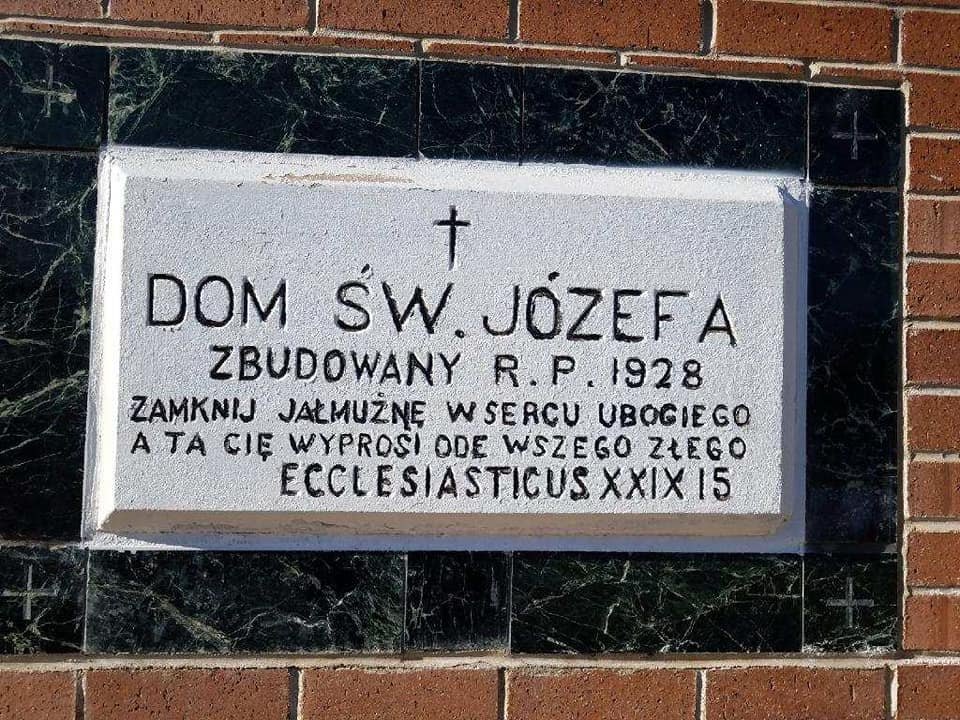 DOM ŚW. JÓZEFA
ZBUDOWANY R.P. 1928
ZAMKNIJ JAŁMUŻNĘ W SERCU UBOGIEGO
A TA CIĘ WYPROSI ODE WSZEGO ZŁEGO
ECCLESIASTICUS XXIX 15